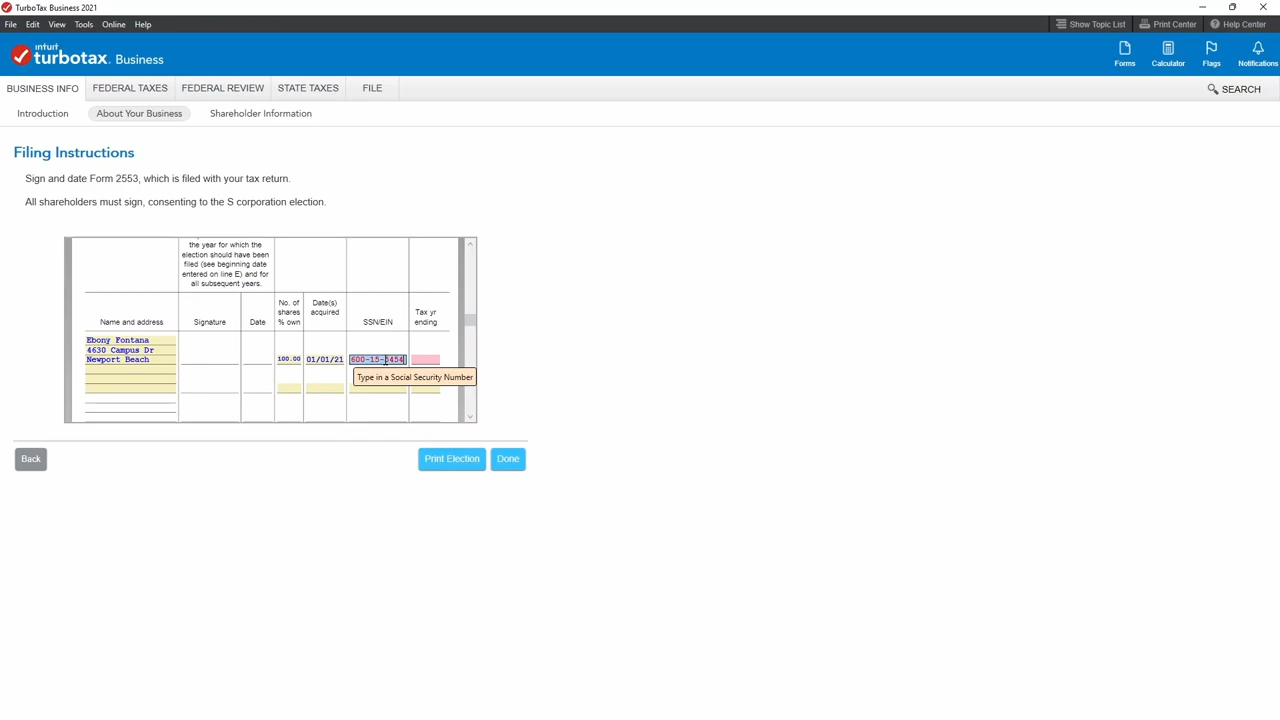 TurboTax Business 2021
File Edit View Tools Online Help
Show Topic List Print Center Help Center
intuit turbotax. Business
Forms Calculator Flags Notifications
BUSINESS INFO FEDERAL TAXES FEDERAL REVIEW STATE TAXES FILE
SEARCH
Introduction About Your Business Shareholder Information
Filing Instructions
Sign and date Form 2553, which is filed with your tax return.
All shareholders must sign, consenting to the S corporation election.
the year for which the
election should have been
filed (see beginning date
entered on line E) and for
all subsequent years.
Name and address
Signature
Date
No. of
shares
% own
Date(s)
acquired
SSN/EIN
Tax yr
ending
Ebony Fontana
4630 Campus Dr
Newport Beach 100.00 01/01/21 600-15-5454
Type in a Social Security Number
Back Print Election Done